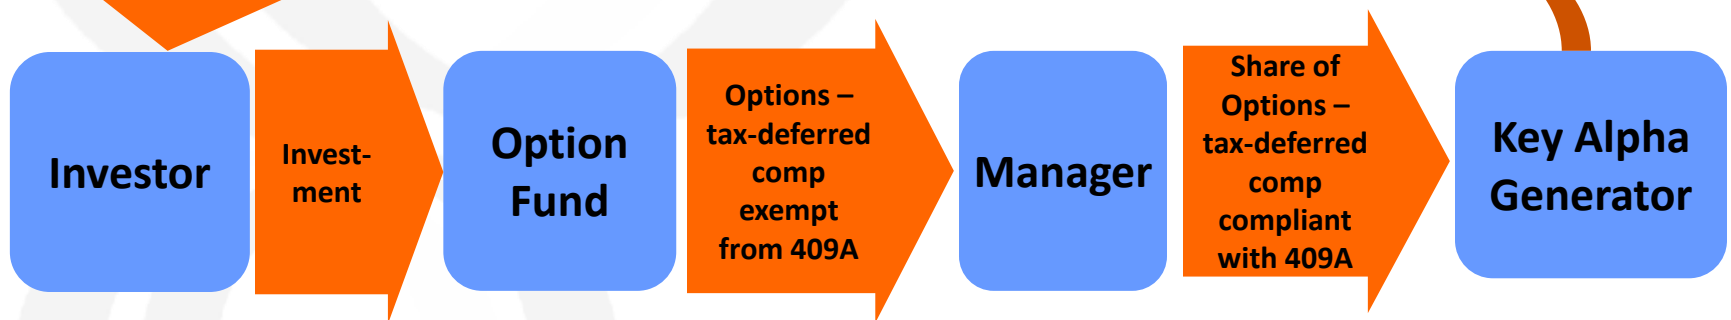 Investor
Invest-
ment
Option
Fund
Options –
tax-deferred
comp
exempt
from 409A
Manager
Share of
Options –
tax-deferred
comp
compliant
with 409A
Key Alpha
Generator